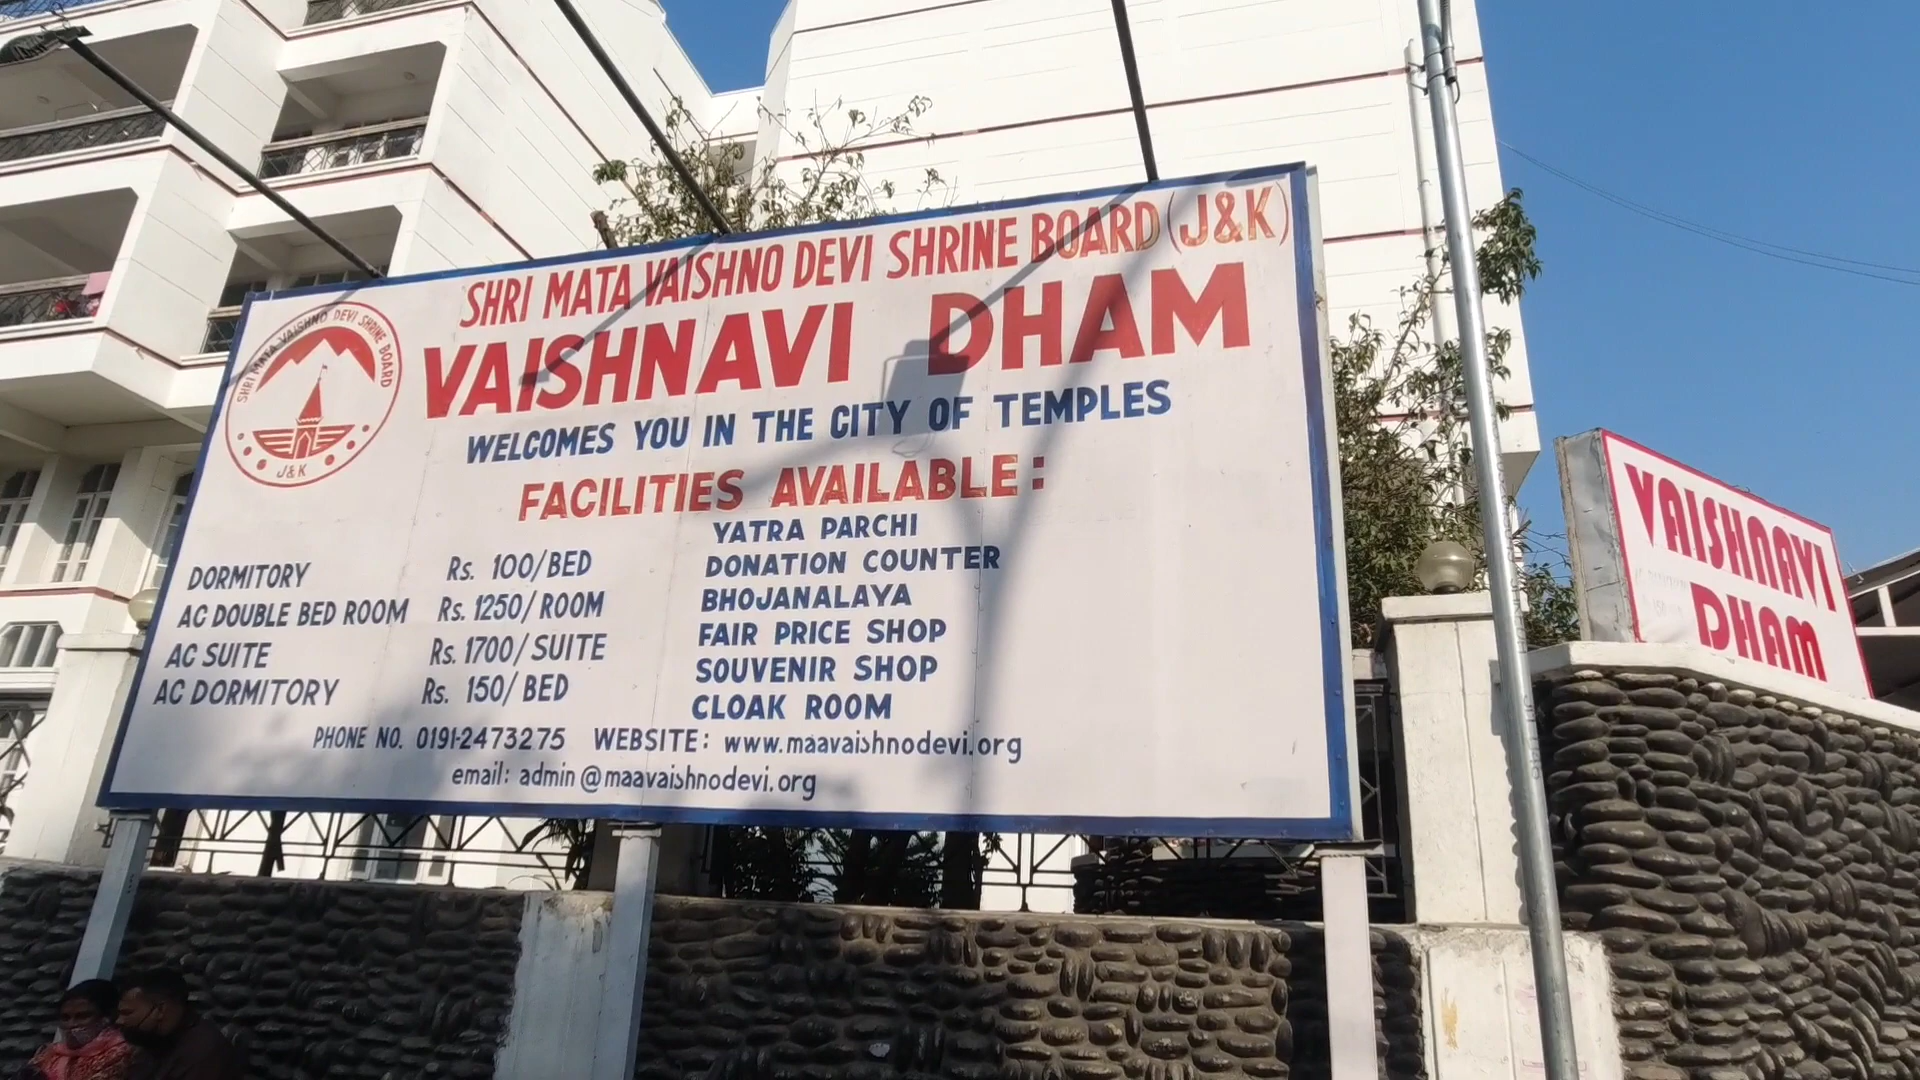 SHRI MATA VAISHNO DEVI SHRINE BOARD (J&K)
VAISHNAVI DHAM
WELCOMES YOU IN THE CITY OF TEMPLES
FACILITIES AVAILABLE:
SHRI MATA VAISHNO DEVI SHRINE BOARD
J&K
DORMITORY Rs. 100/BED
AC DOUBLE BED ROOM Rs. 1250/ROOM
AC SUITE Rs. 1700/SUITE
AC DORMITORY Rs. 150/BED
YATRA PARCHI
DONATION COUNTER
BHOJANALAYA
FAIR PRICE SHOP
SOUVENIR SHOP
CLOAK ROOM
PHONE NO. 0191-2473275 WEBSITE: www.maavaishnodevi.org
email: admin@maavaishnodevi.org
VAISHNAVI
DHAM